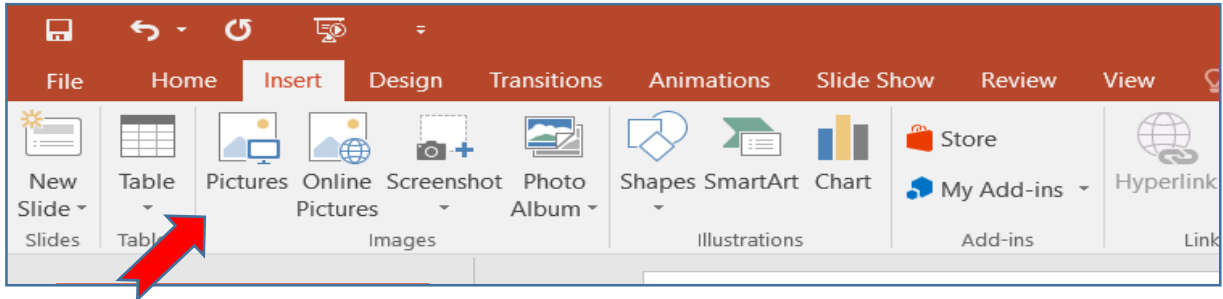 File Home Insert Design Transitions Animations Slide Show Review View
New Slide
Table
Pictures
Online Pictures
Screenshot
Photo Album
Shapes
SmartArt
Chart
Store
My Add-ins
Hyperlink
Slides
Images
Illustrations
Add-ins
Link